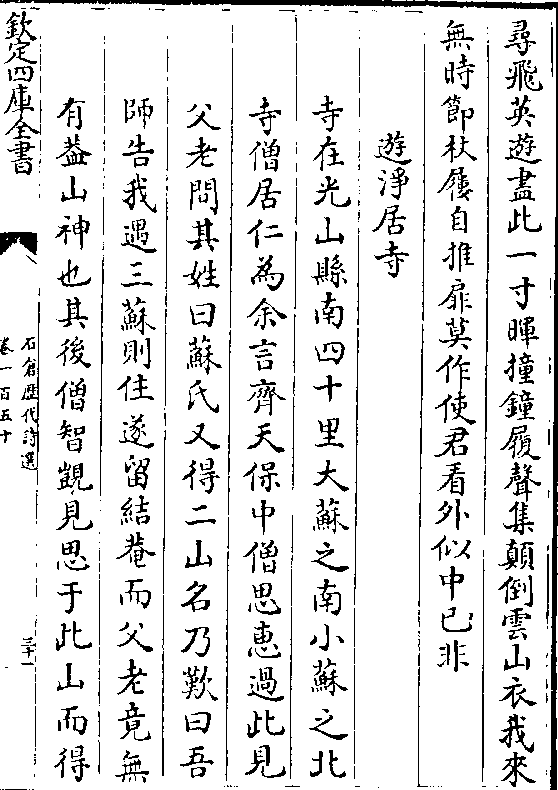 尋飛英遊盡此一寸暉撞鐘履聲集顛倒雲山衣我來
無時節杖屨自推扉莫作使君看外似中已非
遊淨居寺
寺在光山縣南四十里大蘇之南小蘇之北
寺僧居仁為余言齊天保中僧思惠過此見
父老問其姓曰蘇氏又得二山名乃歎曰吾
師告我遇三蘇則住遂留結菴而父老竟無
有葢山神也其後僧智覬見思于此山而得
欽定四庫全書
石倉歴代詩選
卷一百五十
三十一